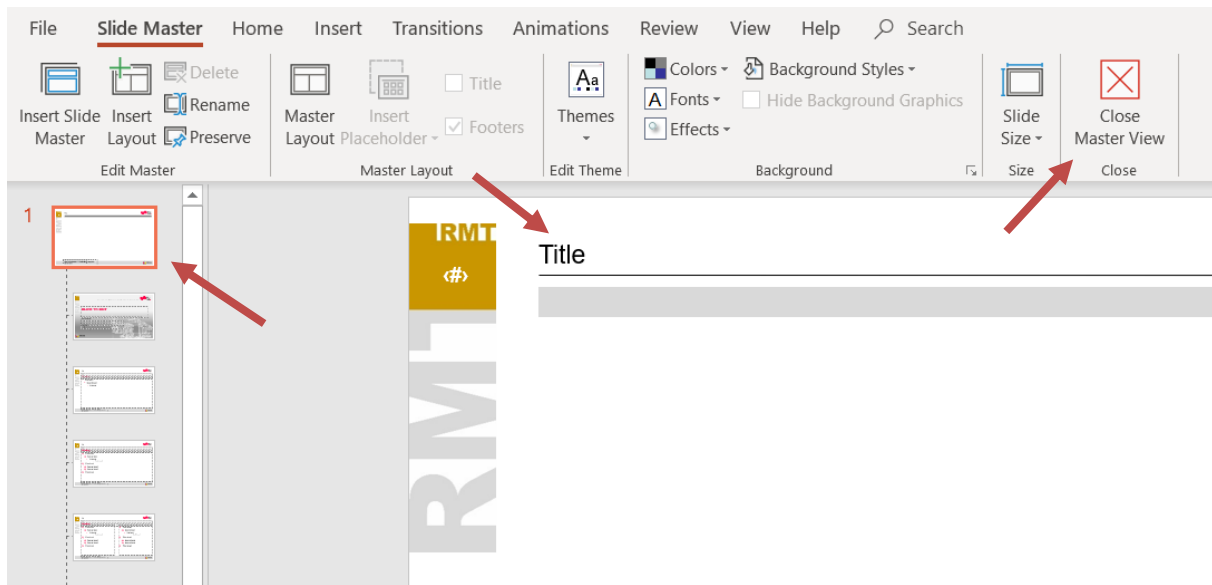 File Slide Master Home Insert Transitions Animations Review View Help Search
Insert Slide Master
Insert Layout
Delete
Rename
Preserve
Edit Master
Master Layout
Insert Placeholder
Title
Footers
Master Layout
Themes
Edit Theme
Colors
Fonts
Effects
Background Styles
Hide Background Graphics
Background
Slide Size
Size
Close Master View
Close
1
RMT
‹#›
Title
RMT